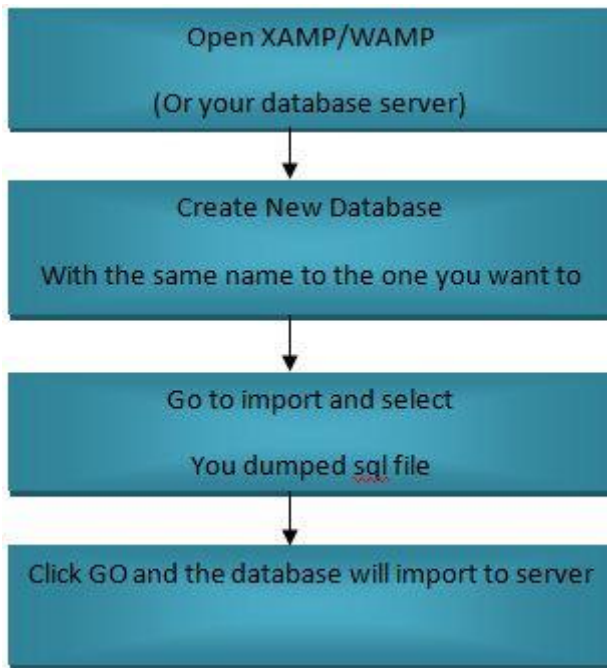 Open XAMP/WAMP
(Or your database server)
Create New Database
With the same name to the one you want to
Go to import and select
You dumped sql file
Click GO and the database will import to server